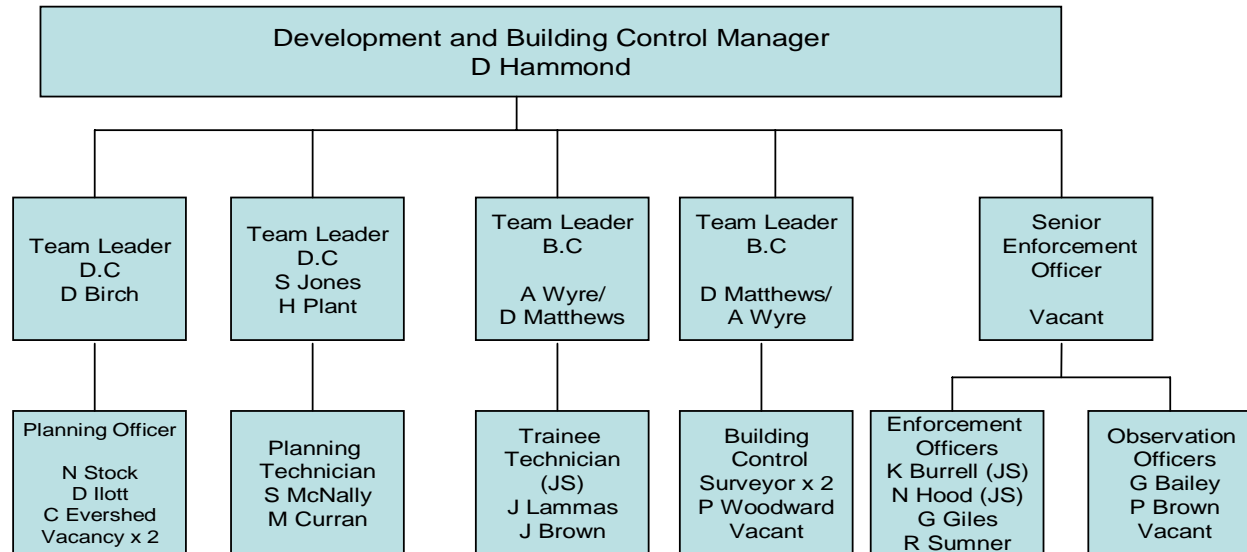 Development and Building Control Manager
D Hammond
Team Leader
D.C
D Birch
Team Leader
D.C
S Jones
H Plant
Team Leader
B.C
A Wyre/
D Matthews
Team Leader
B.C
D Matthews/
A Wyre
Senior
Enforcement
Officer
Vacant
Planning Officer
N Stock
D Ilott
C Evershed
Vacancy x 2
Planning
Technician
S McNally
M Curran
Trainee
Technician
(JS)
J Lammas
J Brown
Building
Control
Surveyor x 2
P Woodward
Vacant
Enforcement
Officers
K Burrell (JS)
N Hood (JS)
G Giles
R Sumner
Observation
Officers
G Bailey
P Brown
Vacant